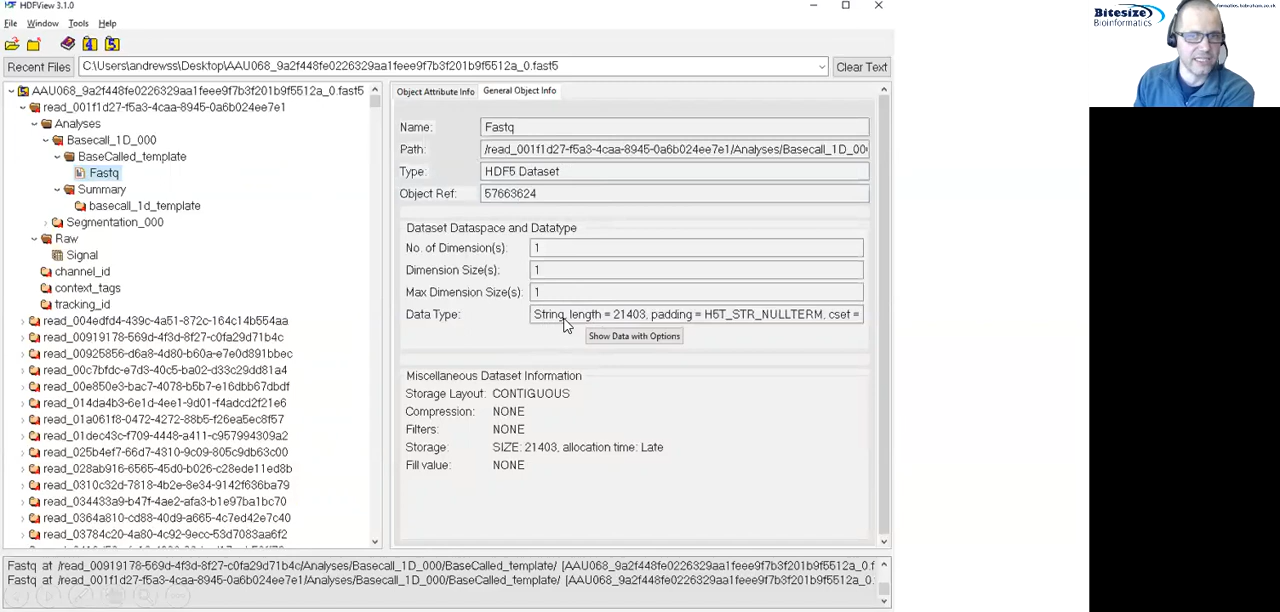 HDFView 3.1.0
File Window Tools Help
Recent Files C:\Users\andrewss\Desktop\AAU068_9a2f448fe0226329aa1feee9f7b3f201b9f5512a_0.fast5 Clear Text
AAU068_9a2f448fe0226329aa1feee9f7b3f201b9f5512a_0.fast5
read_001f1d27-f5a3-4caa-8945-0a6b024ee7e1
Analyses
Basecall_1D_000
BaseCalled_template
Fastq
Summary
basecall_1d_template
Segmentation_000
Raw
Signal
channel_id
context_tags
tracking_id
read_004edfd4-439c-4a51-872c-164c14b554aa
read_00919178-569d-4f3d-8f27-c0fa29d71b4c
read_00925856-d6a8-4d80-b60a-e7e0d891bbec
read_00c7bfdc-e7d3-40c5-ba02-d33c29dd81a4
read_00e850e3-bac7-4078-b5b7-e16dbb67dbdf
read_014da4b3-6e1d-4ee1-9d01-f4adcd2f21e6
read_01a061f8-0472-4272-88b5-f26ea5ec8f57
read_01dec43c-f709-4448-a411-c957994309a2
read_025b4ef7-66d7-4310-9c09-805c9db63c00
read_028ab916-6565-45d0-b026-c28ede11ed8b
read_0310c32d-7818-4b2e-8e34-9142f636ba79
read_034433a9-b47f-4ae2-afa3-b1e97ba1bc70
read_0364a810-cd88-40d9-a665-4c7ed42e7c40
read_03784c20-4a80-4c92-9ecc-53d7083aa6f2
Object Attribute Info General Object Info
Name: Fastq
Path: /read_001f1d27-f5a3-4caa-8945-0a6b024ee7e1/Analyses/Basecall_1D_00
Type: HDF5 Dataset
Object Ref: 57663624
Dataset Dataspace and Datatype
No. of Dimension(s): 1
Dimension Size(s): 1
Max Dimension Size(s): 1
Data Type: String, length = 21403, padding = H5T_STR_NULLTERM, cset =
Show Data with Options
Miscellaneous Dataset Information
Storage Layout: CONTIGUOUS
Compression: NONE
Filters: NONE
Storage: SIZE: 21403, allocation time: Late
Fill value: NONE
Fastq at /read_00919178-569d-4f3d-8f27-c0fa29d71b4c/Analyses/Basecall_1D_000/BaseCalled_template/ [AAU068_9a2f448fe0226329aa1feee9f7b3f201b9f5512a_0.f
Fastq at /read_001f1d27-f5a3-4caa-8945-0a6b024ee7e1/Analyses/Basecall_1D_000/BaseCalled_template/ [AAU068_9a2f448fe0226329aa1feee9f7b3f201b9f5512a_0.f
Bitesize
Bioinformatics